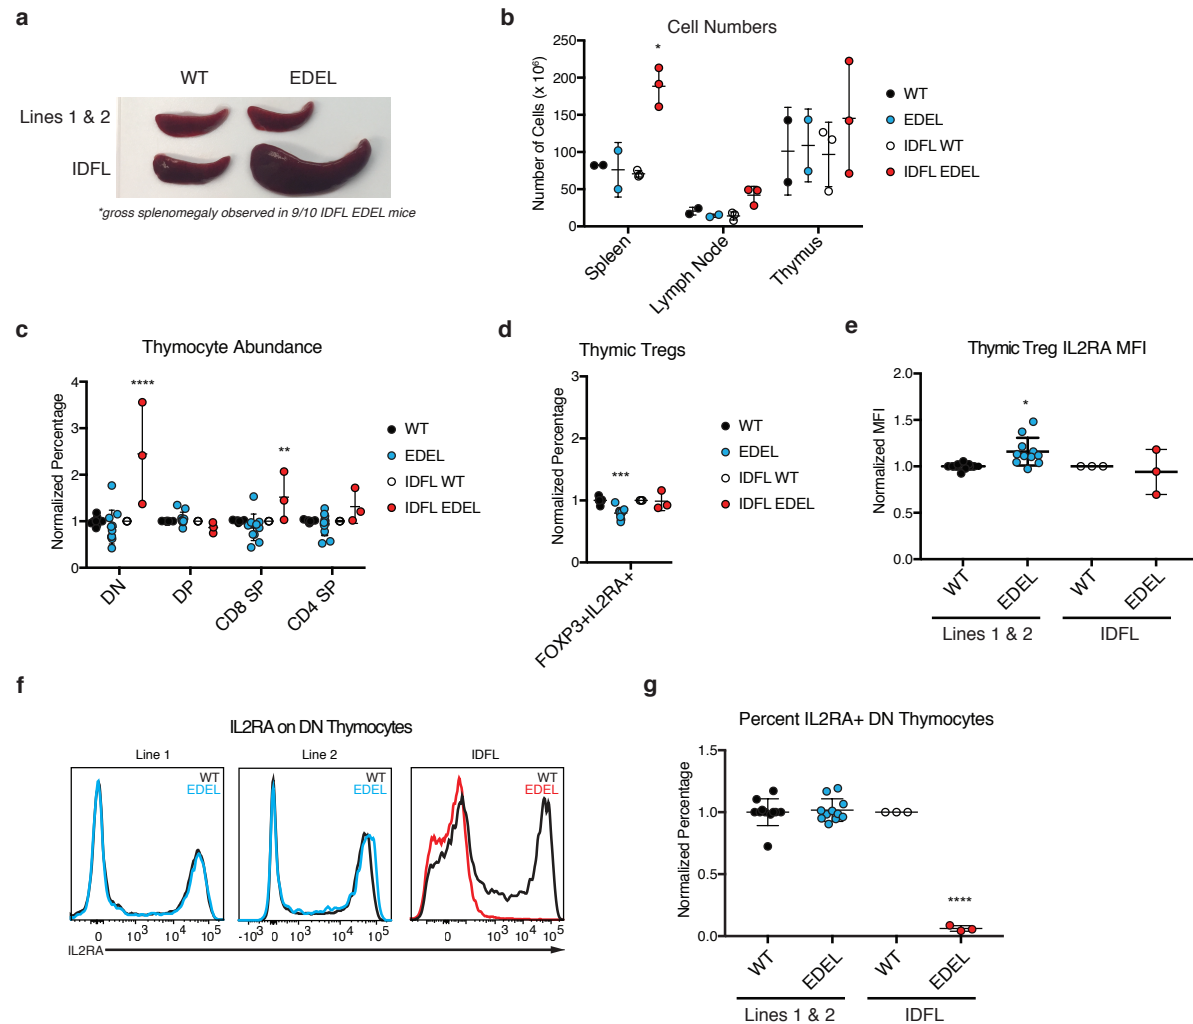 a
WT EDEL
Lines 1 & 2
IDFL
*gross splenomegaly observed in 9/10 IDFL EDEL mice
b
Cell Numbers
Number of Cells (x 10⁶)
250
200
150
100
50
0
*
Spleen
Lymph Node
Thymus
WT
EDEL
IDFL WT
IDFL EDEL
c
Thymocyte Abundance
Normalized Percentage
4
3
2
1
0
****
**
DN
DP
CD8 SP
CD4 SP
WT
EDEL
IDFL WT
IDFL EDEL
d
Thymic Tregs
Normalized Percentage
3
2
1
0
***
FOXP3+IL2RA+
WT
EDEL
IDFL WT
IDFL EDEL
e
Thymic Treg IL2RA MFI
Normalized MFI
2.0
1.5
1.0
0.5
0.0
*
WT
EDEL
WT
EDEL
Lines 1 & 2
IDFL
f
IL2RA on DN Thymocytes
Line 1
WT
EDEL
0 10³ 10⁴ 10⁵
Line 2
WT
EDEL
-10³ 0 10⁴ 10⁵
IDFL
WT
EDEL
0 10³ 10⁴ 10⁵
IL2RA
g
Percent IL2RA+ DN Thymocytes
Normalized Percentage
1.5
1.0
0.5
0.0
****
WT
EDEL
WT
EDEL
Lines 1 & 2
IDFL